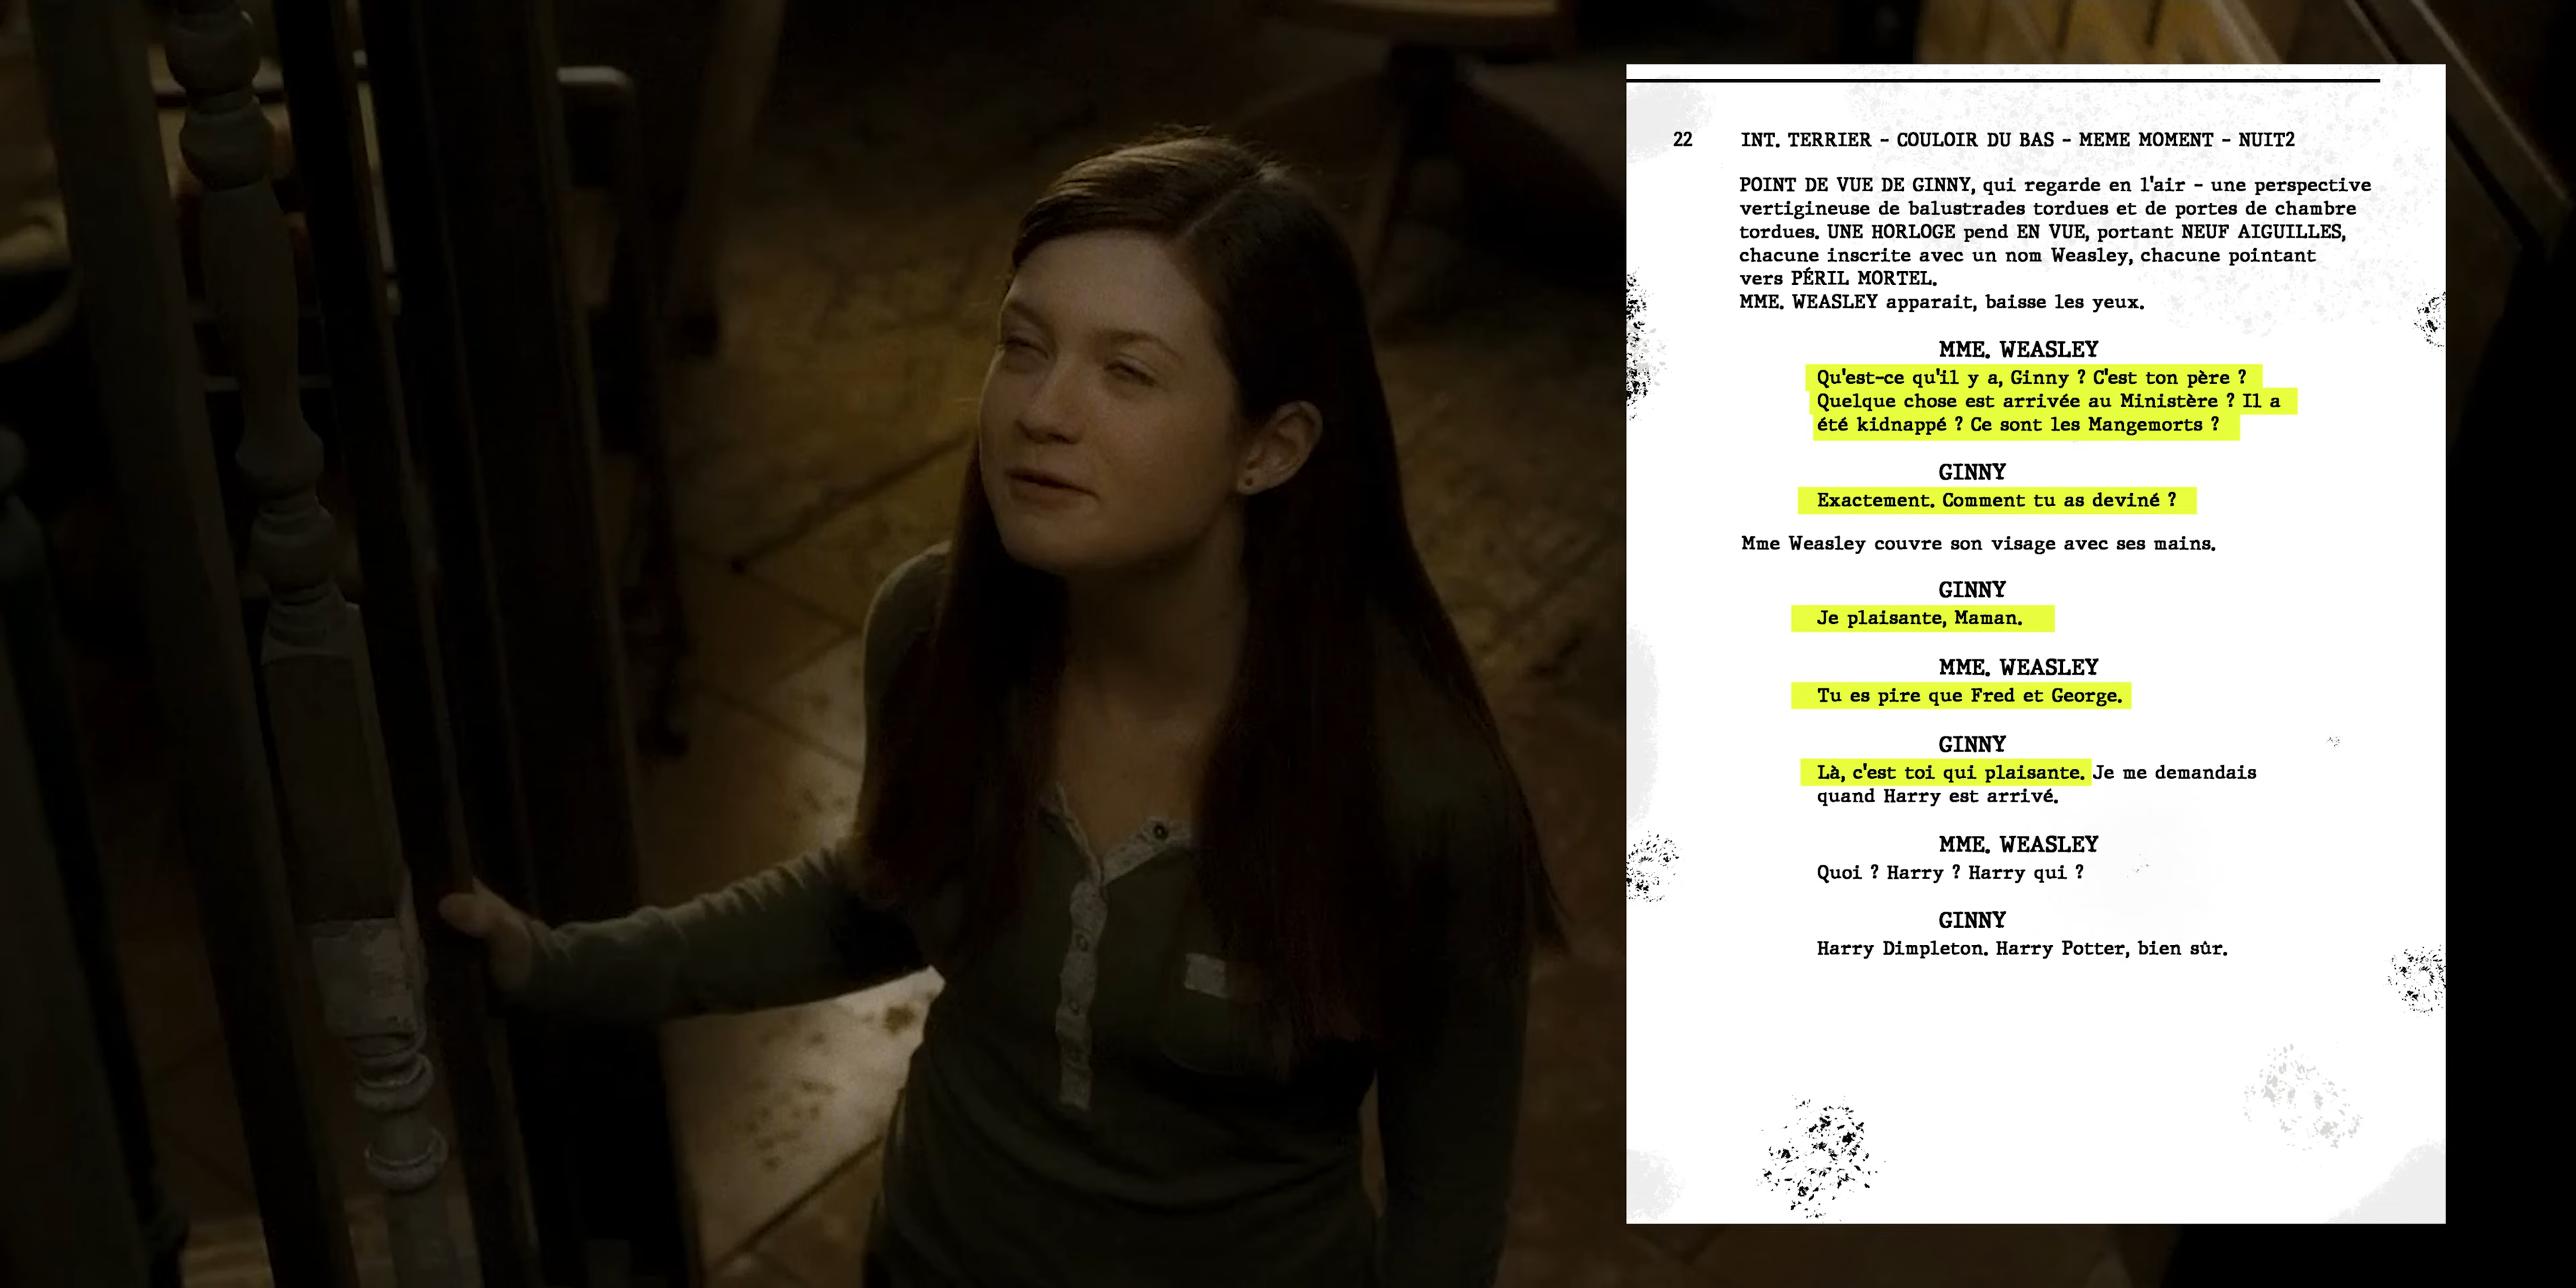 22 INT. TERRIER - COULOIR DU BAS - MEME MOMENT - NUIT2
POINT DE VUE DE GINNY, qui regarde en l'air - une perspective
vertigineuse de balustrades tordues et de portes de chambre
tordues. UNE HORLOGE pend EN VUE, portant NEUF AIGUILLES,
chacune inscrite avec un nom Weasley, chacune pointant
vers PÉRIL MORTEL.
MME. WEASLEY apparait, baisse les yeux.
MME. WEASLEY
Qu'est-ce qu'il y a, Ginny ? C'est ton père ?
Quelque chose est arrivée au Ministère ? Il a
été kidnappé ? Ce sont les Mangemorts ?
GINNY
Exactement. Comment tu as deviné ?
Mme Weasley couvre son visage avec ses mains.
GINNY
Je plaisante, Maman.
MME. WEASLEY
Tu es pire que Fred et George.
GINNY
Là, c'est toi qui plaisante. Je me demandais
quand Harry est arrivé.
MME. WEASLEY
Quoi ? Harry ? Harry qui ?
GINNY
Harry Dimpleton. Harry Potter, bien sûr.